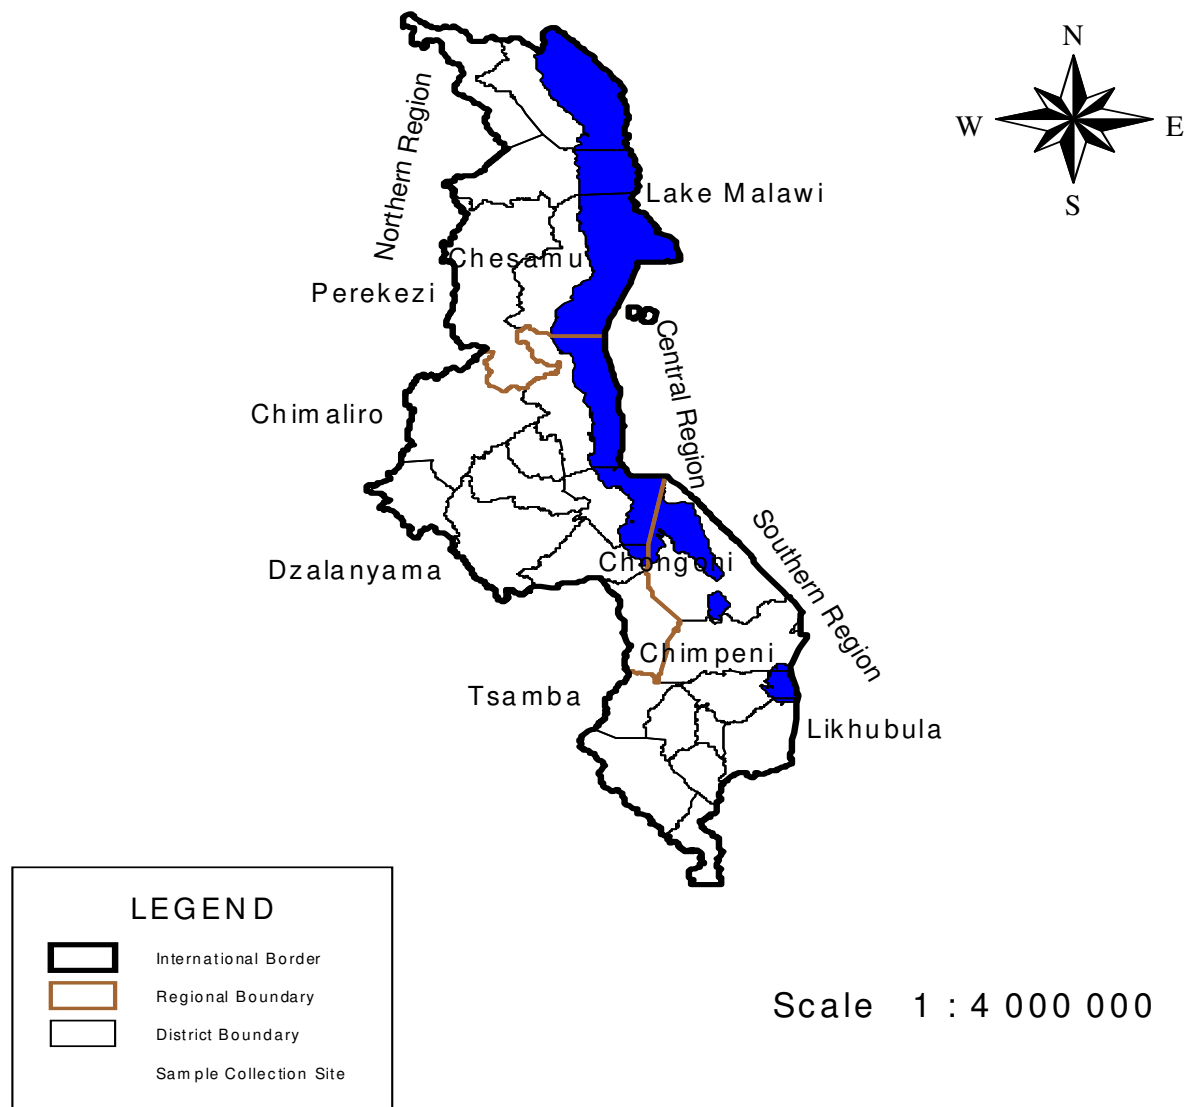 N
W
E
S
Northern Region
Lake Malawi
Chesamu
Perekezi
Central Region
Chimaliro
Southern Region
Chongoni
Dzalanyama
Chimpeni
Tsamba
Likhubula
LEGEND
International Border
Regional Boundary
District Boundary
Sample Collection Site
Scale 1 : 4 000 000